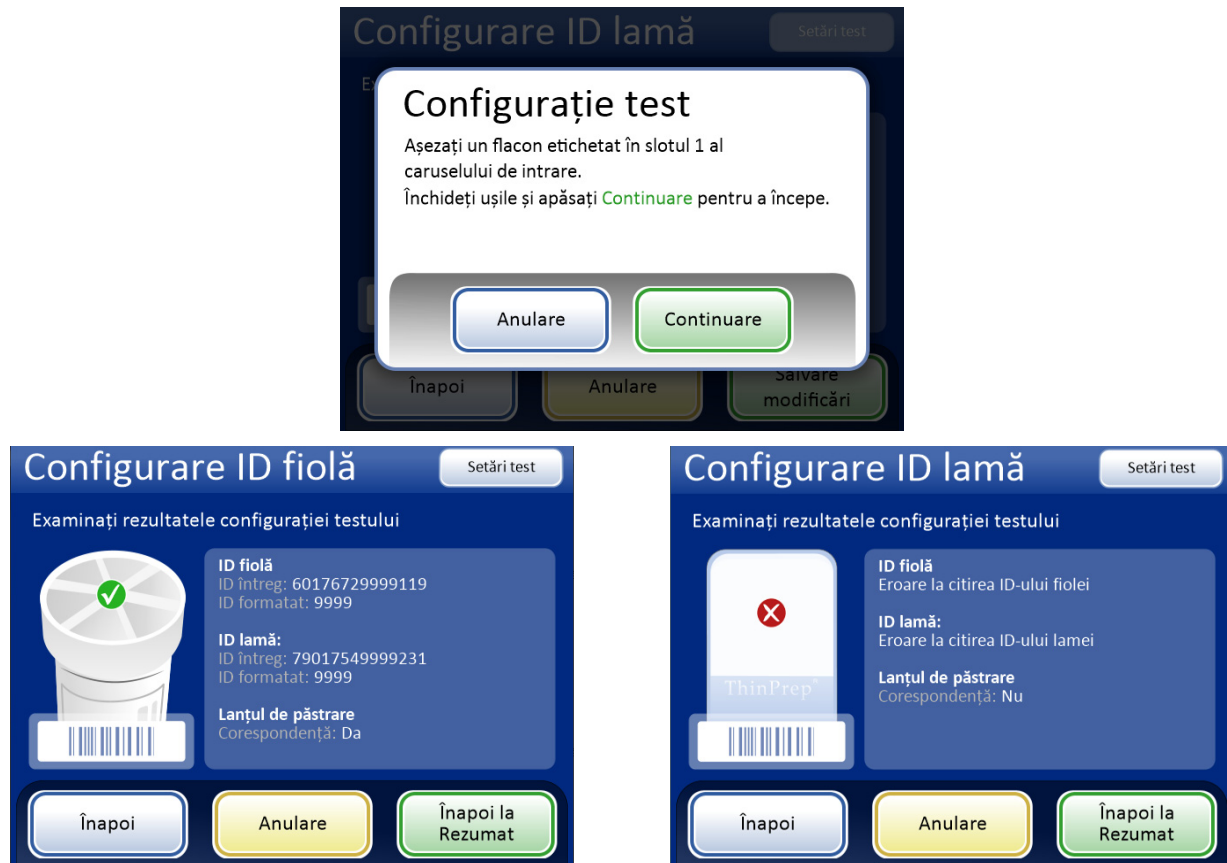 Configurare ID lamă
Setări test
Configurație test
Așezați un flacon etichetat în slotul 1 al
caruselului de intrare.
Închideți ușile și apăsați Continuare pentru a începe.
Anulare
Continuare
Înapoi
Anulare
Salvare
modificări
Configurare ID fiolă
Setări test
Examinați rezultatele configurației testului
ID fiolă
ID întreg: 60176729999119
ID formatat: 9999
ID lamă:
ID întreg: 79017549999231
ID formatat: 9999
Lanțul de păstrare
Corespondență: Da
Înapoi
Anulare
Înapoi la
Rezumat
Configurare ID lamă
Setări test
Examinați rezultatele configurației testului
ThinPrep®
ID fiolă
Eroare la citirea ID-ului fiolei
ID lamă:
Eroare la citirea ID-ului lamei
Lanțul de păstrare
Corespondență: Nu
Înapoi
Anulare
Înapoi la
Rezumat